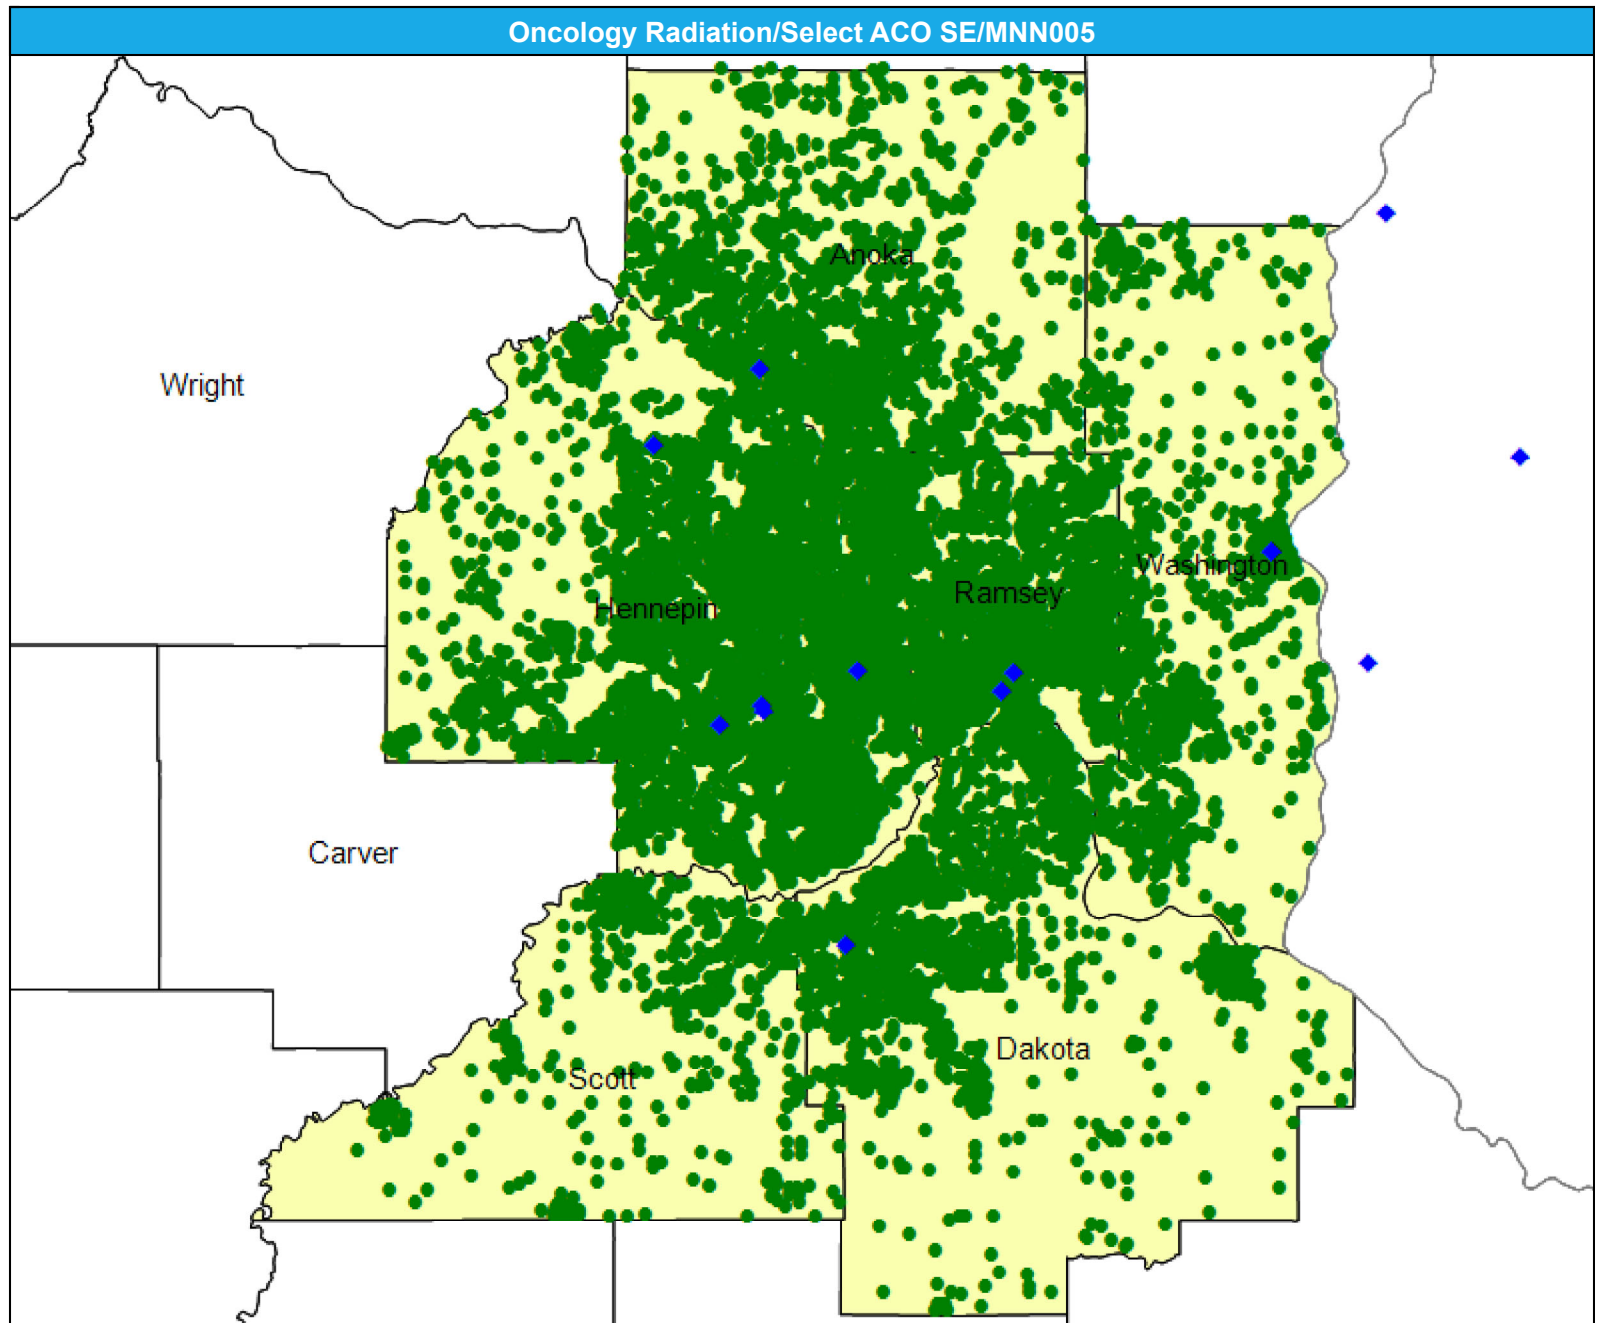 Oncology Radiation/Select ACO SE/MNN005
Anoka
Wright
Washington
Ramsey
Hennepin
Carver
Dakota
Scott